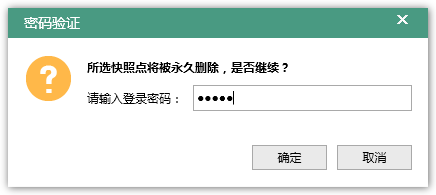 密码验证
所选快照点将被永久删除，是否继续？
请输入登录密码：●●●●●
确定
取消